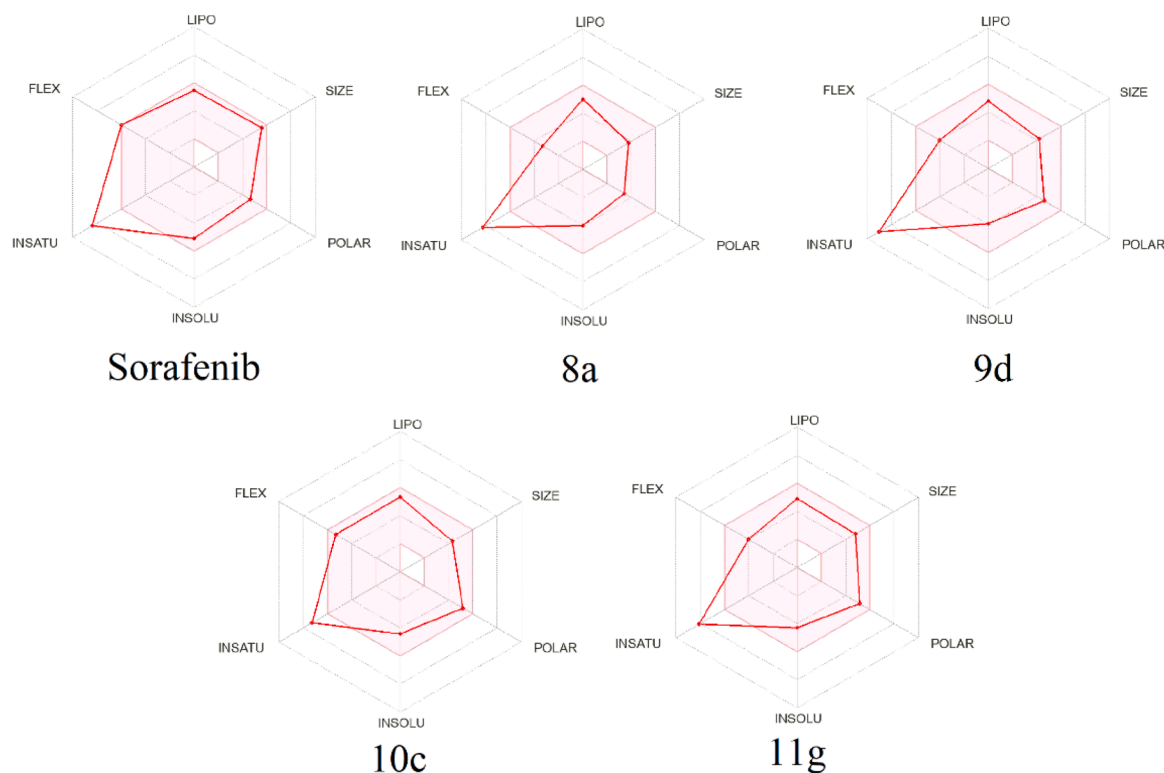 LIPO
FLEX
SIZE
INSATU
POLAR
INSOLU
Sorafenib
LIPO
FLEX
SIZE
INSATU
POLAR
INSOLU
8a
LIPO
FLEX
SIZE
INSATU
POLAR
INSOLU
9d
LIPO
FLEX
SIZE
INSATU
POLAR
INSOLU
10c
LIPO
FLEX
SIZE
INSATU
POLAR
INSOLU
11g